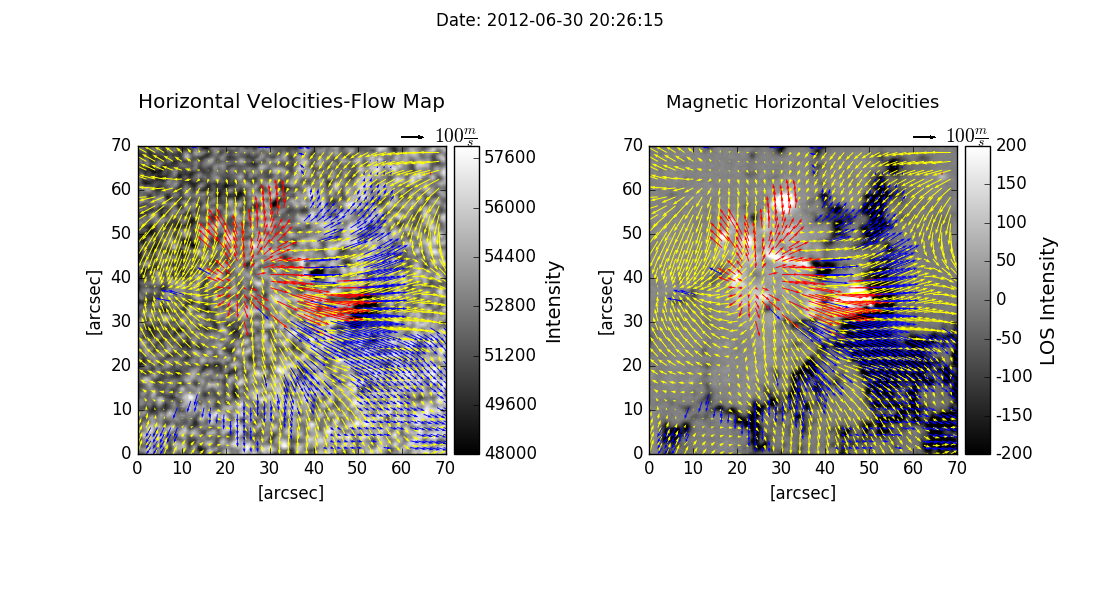 Date: 2012-06-30 20:26:15
Horizontal Velocities-Flow Map
100 m/s
70
60
50
40
30
20
10
0
[arcsec]
0 10 20 30 40 50 60 70
[arcsec]
57600
56000
54400
52800
51200
49600
48000
Intensity
Magnetic Horizontal Velocities
100 m/s
70
60
50
40
30
20
10
0
[arcsec]
0 10 20 30 40 50 60 70
[arcsec]
200
150
100
50
0
-50
-100
-150
-200
LOS Intensity